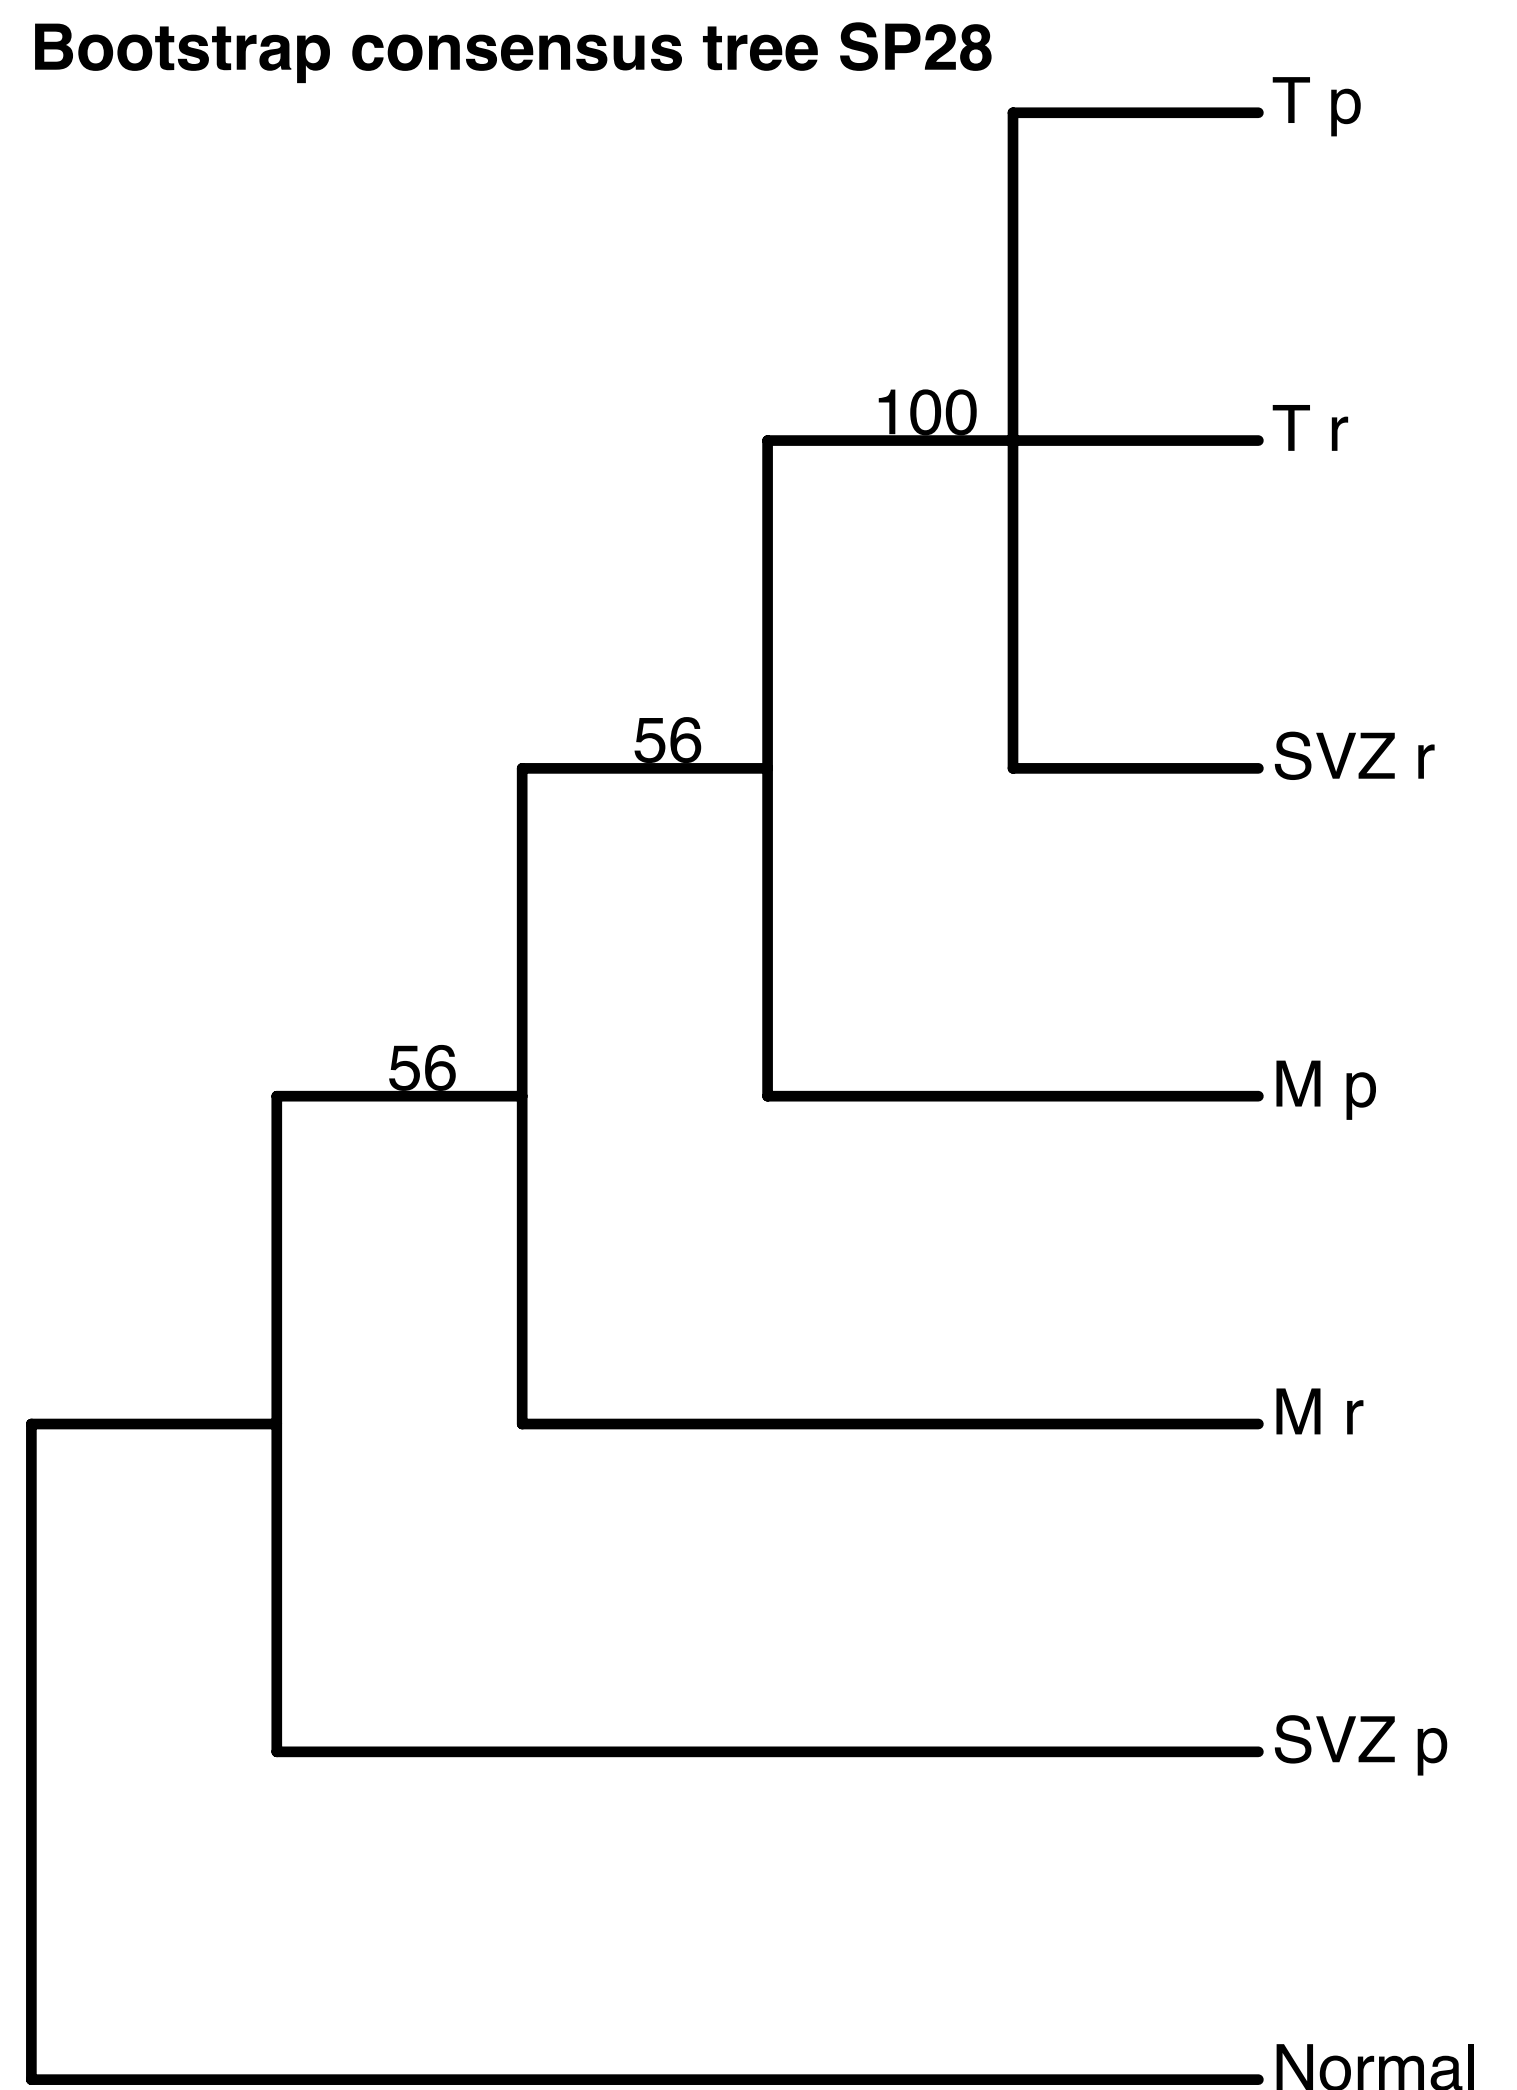 Bootstrap consensus tree SP28
T p
100
T r
56
SVZ r
56
M p
M r
SVZ p
Normal